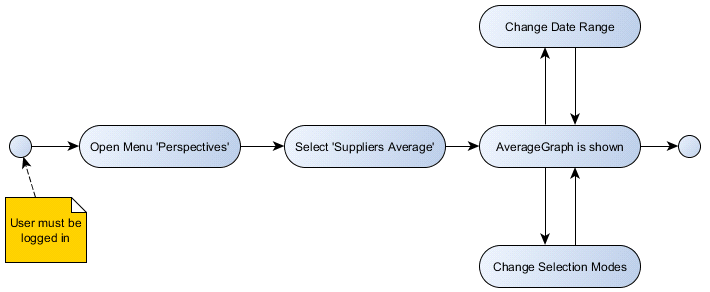 Change Date Range
Open Menu 'Perspectives'
Select 'Suppliers Average'
AverageGraph is shown
User must be
logged in
Change Selection Modes